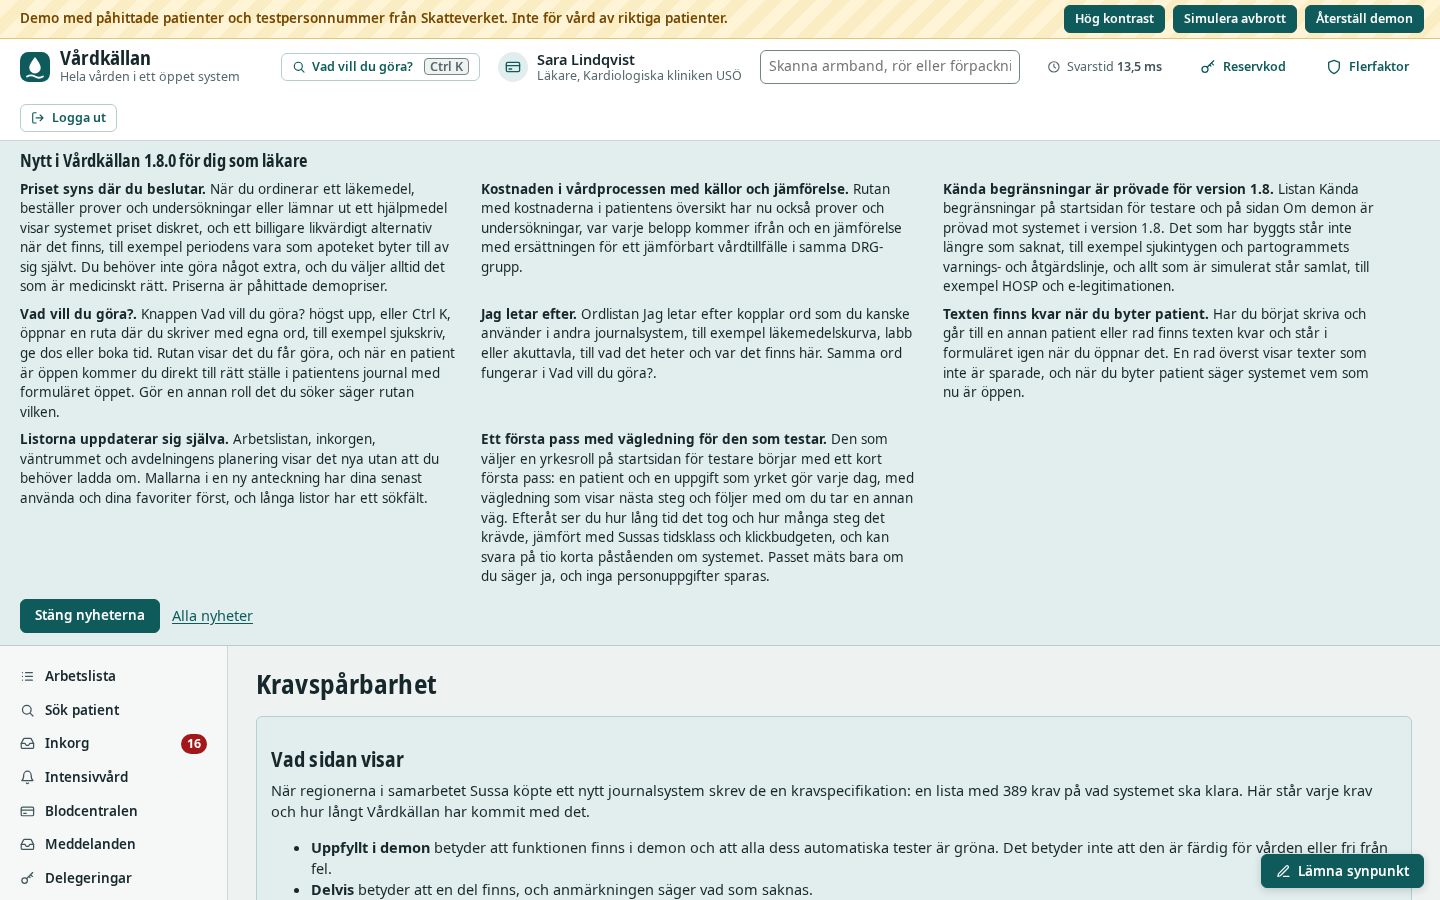 Demo med påhittade patienter och testpersonnummer från Skatteverket. Inte för vård av riktiga patienter.
Hög kontrast
Simulera avbrott
Återställ demon
Vårdkällan
Hela vården i ett öppet system
Vad vill du göra? Ctrl K
Sara Lindqvist
Läkare, Kardiologiska kliniken USÖ
Skanna armband, rör eller förpackni
Svarstid 13,5 ms
Reservkod
Flerfaktor
Logga ut
Nytt i Vårdkällan 1.8.0 för dig som läkare
Priset syns där du beslutar. När du ordinerar ett läkemedel,
beställer prover och undersökningar eller lämnar ut ett hjälpmedel
visar systemet priset diskret, och ett billigare likvärdigt alternativ
när det finns, till exempel periodens vara som apoteket byter till av
sig självt. Du behöver inte göra något extra, och du väljer alltid det
som är medicinskt rätt. Priserna är påhittade demopriser.
Kostnaden i vårdprocessen med källor och jämförelse. Rutan
med kostnaderna i patientens översikt har nu också prover och
undersökningar, var varje belopp kommer ifrån och en jämförelse
med ersättningen för ett jämförbart vårdtillfälle i samma DRG-
grupp.
Kända begränsningar är prövade för version 1.8. Listan Kända
begränsningar på startsidan för testare och på sidan Om demon är
prövad mot systemet i version 1.8. Det som har byggts står inte
längre som saknat, till exempel sjukintygen och partogrammets
varnings- och åtgärdslinje, och allt som är simulerat står samlat, till
exempel HOSP och e-legitimationen.
Vad vill du göra?. Knappen Vad vill du göra? högst upp, eller Ctrl K,
öppnar en ruta där du skriver med egna ord, till exempel sjukskriv,
ge dos eller boka tid. Rutan visar det du får göra, och när en patient
är öppen kommer du direkt till rätt ställe i patientens journal med
formuläret öppet. Gör en annan roll det du söker säger rutan
vilken.
Jag letar efter. Ordlistan Jag letar efter kopplar ord som du kanske
använder i andra journalsystem, till exempel läkemedelskurva, labb
eller akuttavla, till vad det heter och var det finns här. Samma ord
fungerar i Vad vill du göra?.
Texten finns kvar när du byter patient. Har du börjat skriva och
går till en annan patient eller rad finns texten kvar och står i
formuläret igen när du öppnar det. En rad överst visar texter som
inte är sparade, och när du byter patient säger systemet vem som
nu är öppen.
Listorna uppdaterar sig själva. Arbetslistan, inkorgen,
väntrummet och avdelningens planering visar det nya utan att du
behöver ladda om. Mallarna i en ny anteckning har dina senast
använda och dina favoriter först, och långa listor har ett sökfält.
Ett första pass med vägledning för den som testar. Den som
väljer en yrkesroll på startsidan för testare börjar med ett kort
första pass: en patient och en uppgift som yrket gör varje dag, med
vägledning som visar nästa steg och följer med om du tar en annan
väg. Efteråt ser du hur lång tid det tog och hur många steg det
krävde, jämfört med Sussas tidsklass och klickbudgeten, och kan
svara på tio korta påståenden om systemet. Passet mäts bara om
du säger ja, och inga personuppgifter sparas.
Stäng nyheterna
Alla nyheter
Arbetslista
Sök patient
Inkorg 16
Intensivvård
Blodcentralen
Meddelanden
Delegeringar
Kravspårbarhet
Vad sidan visar
När regionerna i samarbetet Sussa köpte ett nytt journalsystem skrev de en kravspecifikation: en lista med 389 krav på vad systemet ska klara. Här står varje krav
och hur långt Vårdkällan har kommit med det.
Uppfyllt i demon betyder att funktionen finns i demon och att alla dess automatiska tester är gröna. Det betyder inte att den är färdig för vården eller fri från
fel.
Delvis betyder att en del finns, och anmärkningen säger vad som saknas.
Lämna synpunkt